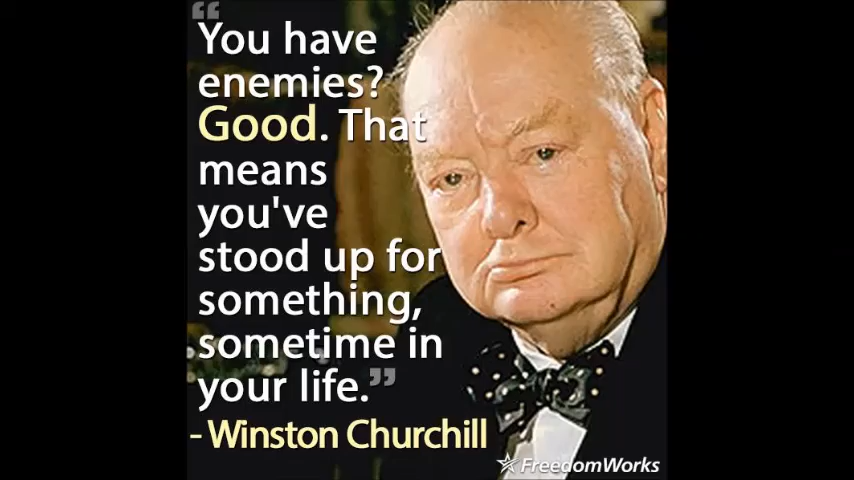 “You have
enemies?
Good. That
means
you've
stood up for
something,
sometime in
your life.”
- Winston Churchill
FreedomWorks